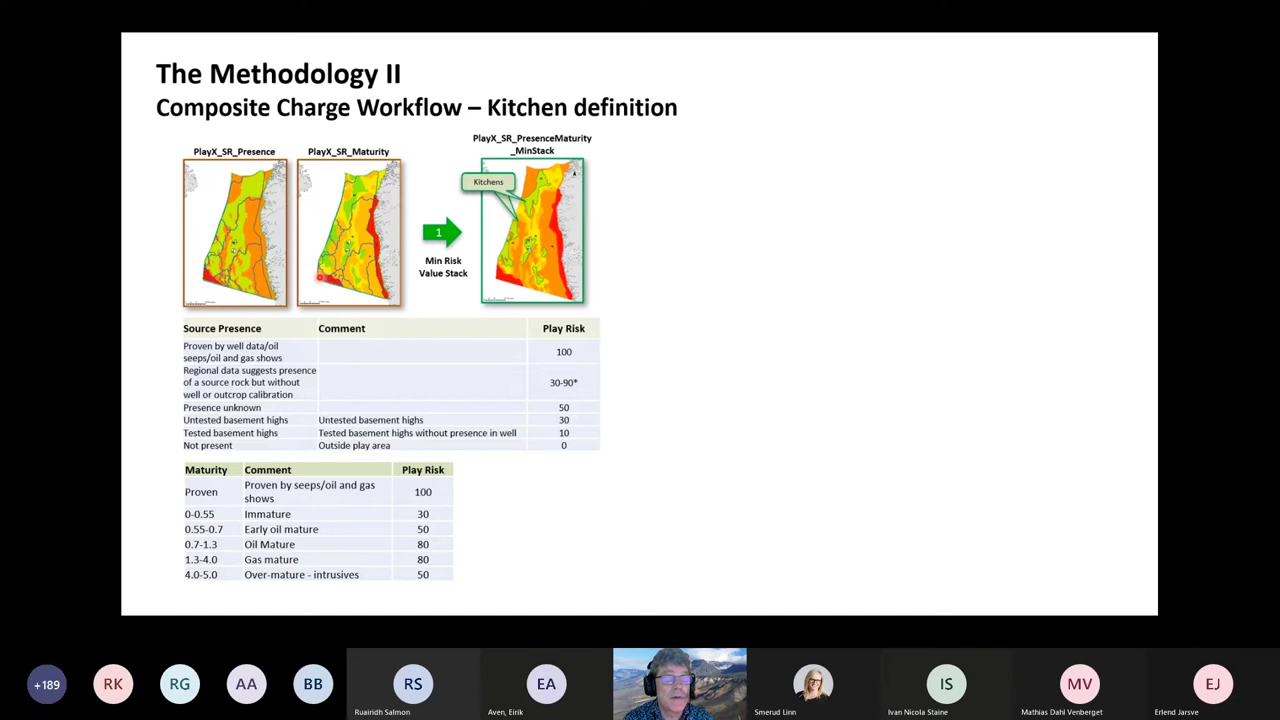 The Methodology II
Composite Charge Workflow – Kitchen definition
PlayX_SR_Presence
PlayX_SR_Maturity
PlayX_SR_PresenceMaturity
_MinStack
Kitchens
1
Min Risk
Value Stack
Source Presence Comment Play Risk
Proven by well data/oil
seeps/oil and gas shows
100
Regional data suggests presence
of a source rock but without
well or outcrop calibration
30-90*
Presence unknown 50
Untested basement highs Untested basement highs 30
Tested basement highs Tested basement highs without presence in well 10
Not present Outside play area 0
Maturity Comment Play Risk
Proven
Proven by seeps/oil and gas
shows
100
0-0.55 Immature 30
0.55-0.7 Early oil mature 50
0.7-1.3 Oil Mature 80
1.3-4.0 Gas mature 80
4.0-5.0 Over-mature - intrusives 50
+189 RK RG AA BB RS EA IS MV EJ
Ruairidh Salmon Aven, Eirik Smerud Linn Ivan Nicola Staine Mathias Dahl Venberget Erlend Jarsve